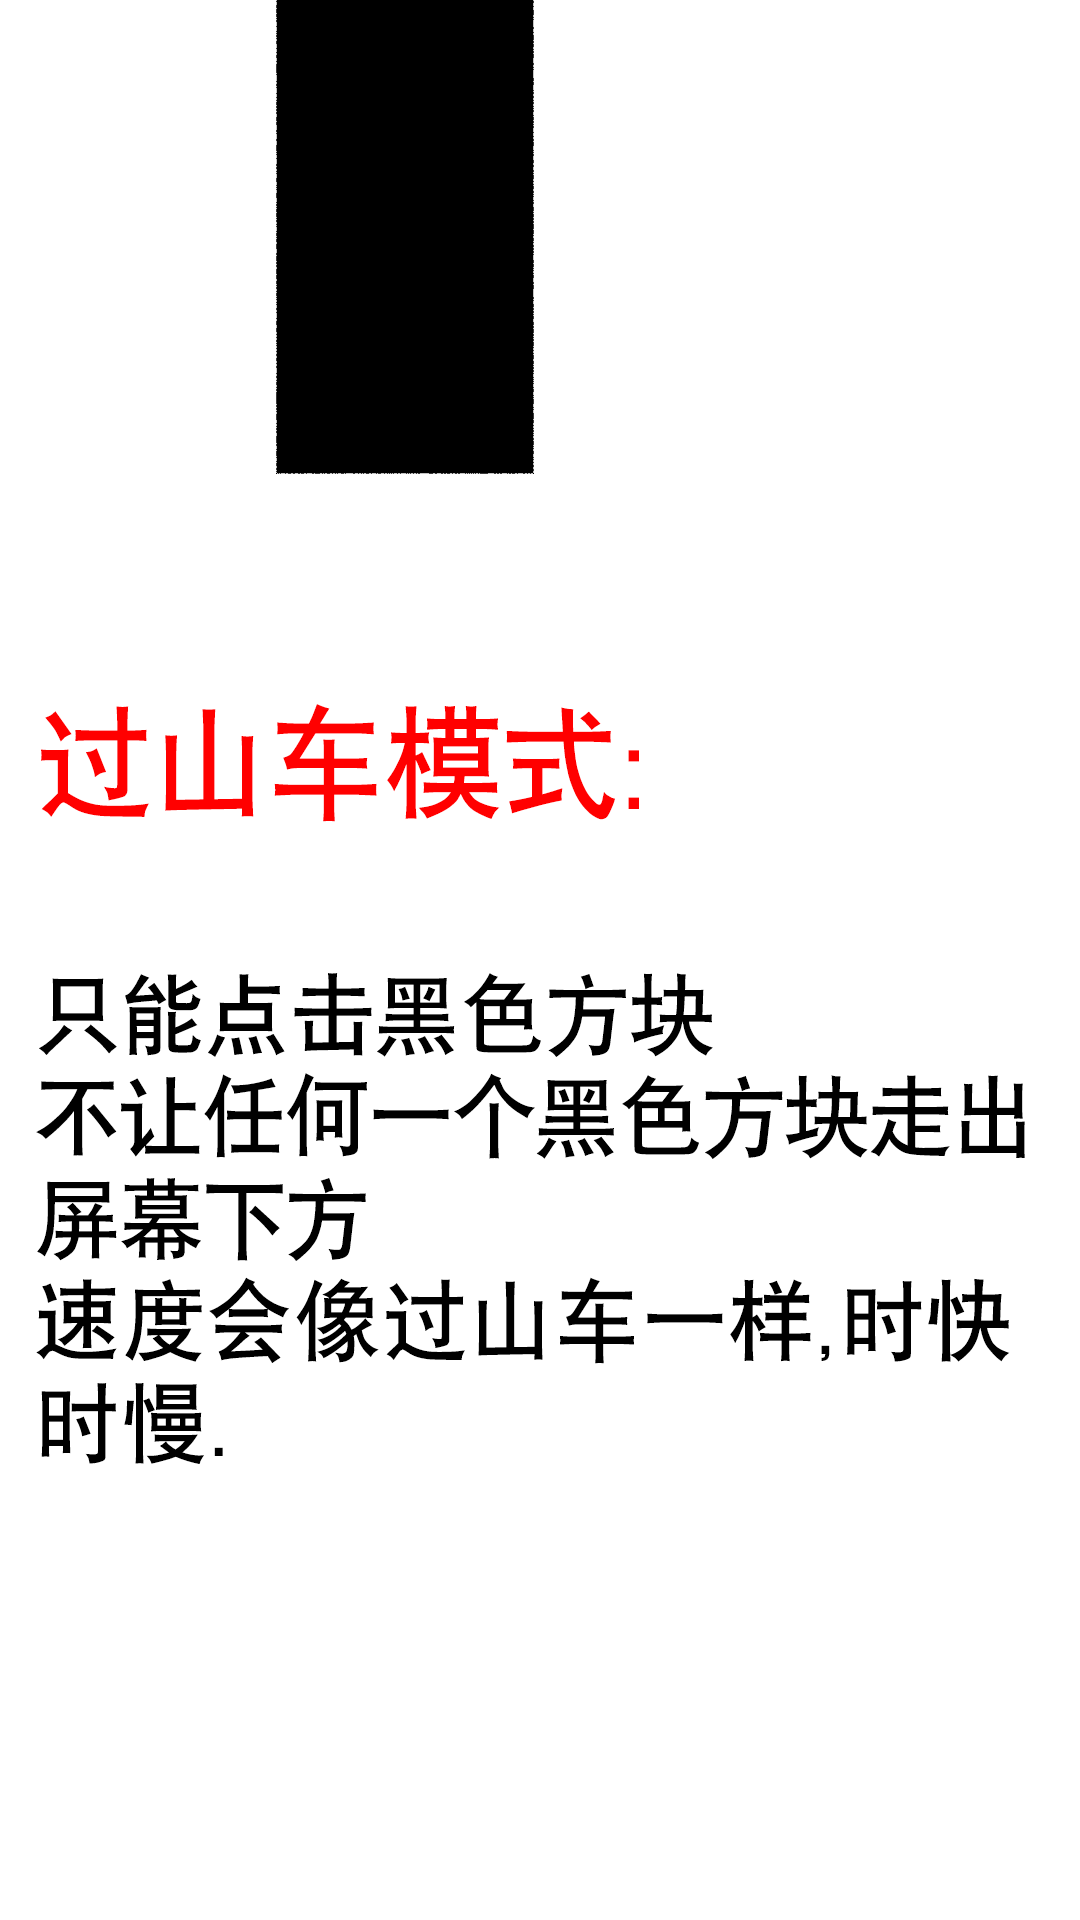 过山车模式:
只能点击黑色方块
不让任何一个黑色方块走出
屏幕下方
速度会像过山车一样,时快
时慢.